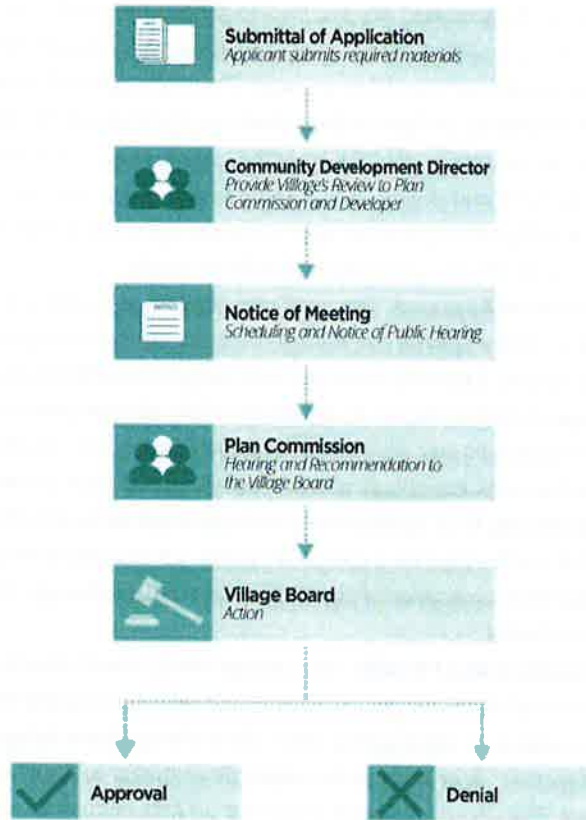 Submittal of Application
Applicant submits required materials
Community Development Director
Provide Village's Review to Plan
Commission and Developer
Notice of Meeting
Scheduling and Notice of Public Hearing
Plan Commission
Hearing and Recommendation to
the Village Board
Village Board
Action
Approval
Denial